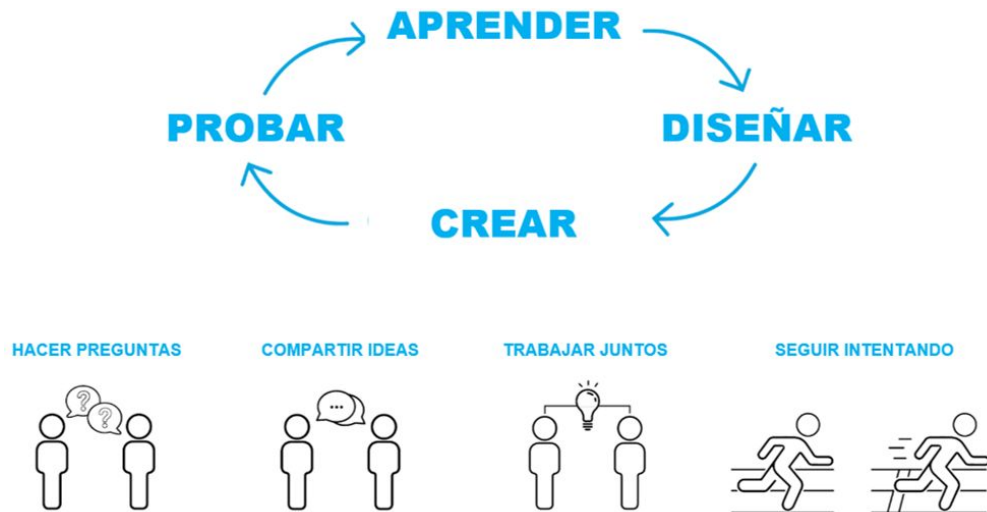 APRENDER
PROBAR
DISEÑAR
CREAR
HACER PREGUNTAS
COMPARTIR IDEAS
TRABAJAR JUNTOS
SEGUIR INTENTANDO
? ?
...